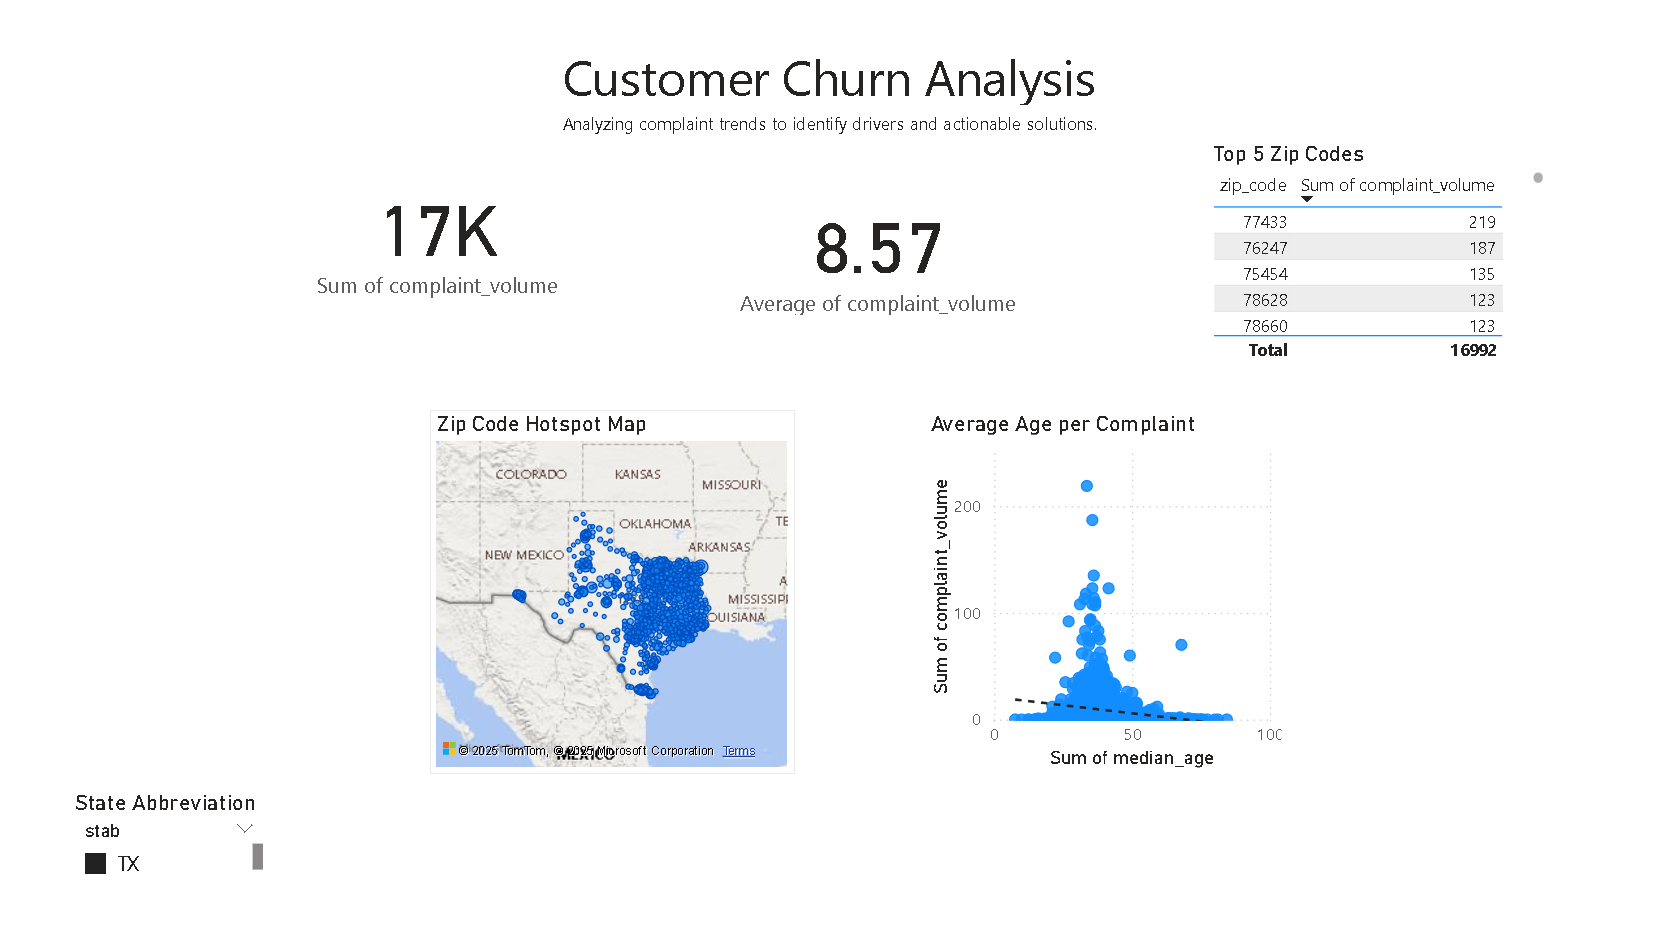 Customer Churn Analysis
Analyzing complaint trends to identify drivers and actionable solutions.
17K
Sum of complaint_volume
8.57
Average of complaint_volume
Top 5 Zip Codes
zip_code Sum of complaint_volume
77433 219
76247 187
75454 135
78628 123
78660 123
Total 16992
Zip Code Hotspot Map
COLORADO
KANSAS
MISSOURI
OKLAHOMA
TE
NEW MEXICO
ARKANSAS
MISSISSIPP
OUISIANA
MEXICO
© 2025 TomTom, © 2025 Microsoft Corporation Terms
Average Age per Complaint
Sum of complaint_volume
200
100
0
0 50 100
Sum of median_age
State Abbreviation
stab
TX